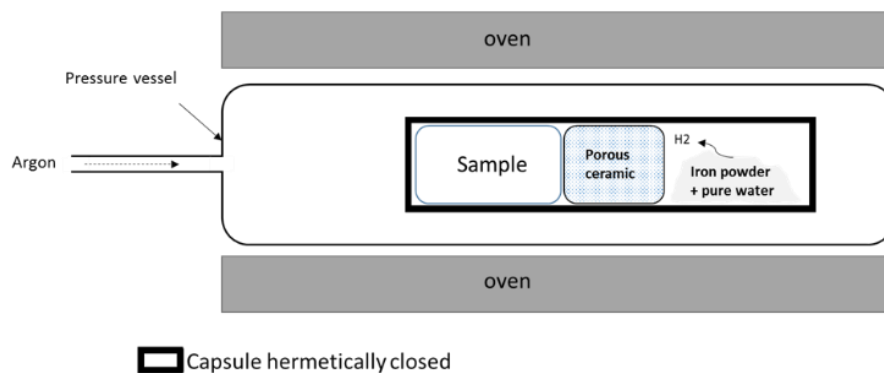 oven
Pressure vessel
Argon
Sample
Porous
ceramic
H2
Iron powder
+ pure water
oven
Capsule hermetically closed